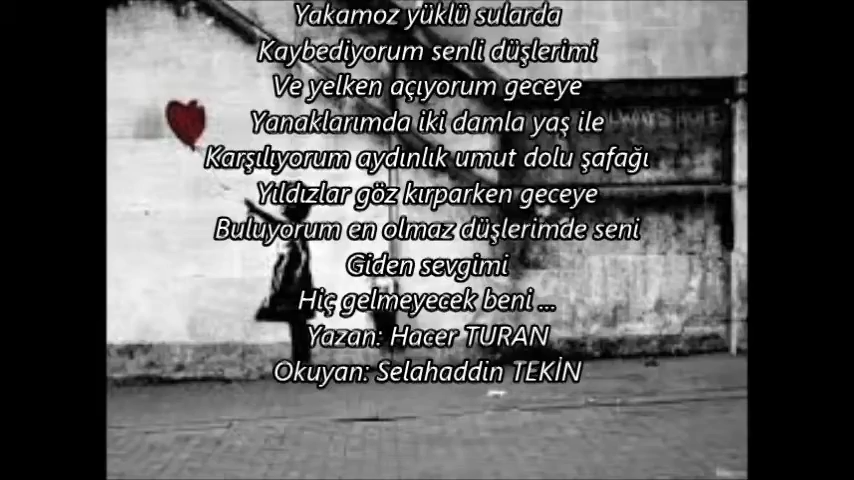 Yakamoz yüklü sularda
Kaybediyorum senli düşlerimi
Ve yelken açıyorum geceye
Yanaklarımda iki damla yaş ile
ALWAYS HOPE
Karşılıyorum aydınlık umut dolu şafağı
Yıldızlar göz kırparken geceye
Buluyorum en olmaz düşlerimde seni
Giden sevgimi
Hiç gelmeyecek beni ...
Yazan: Hacer TURAN
Okuyan: Selahaddin TEKİN